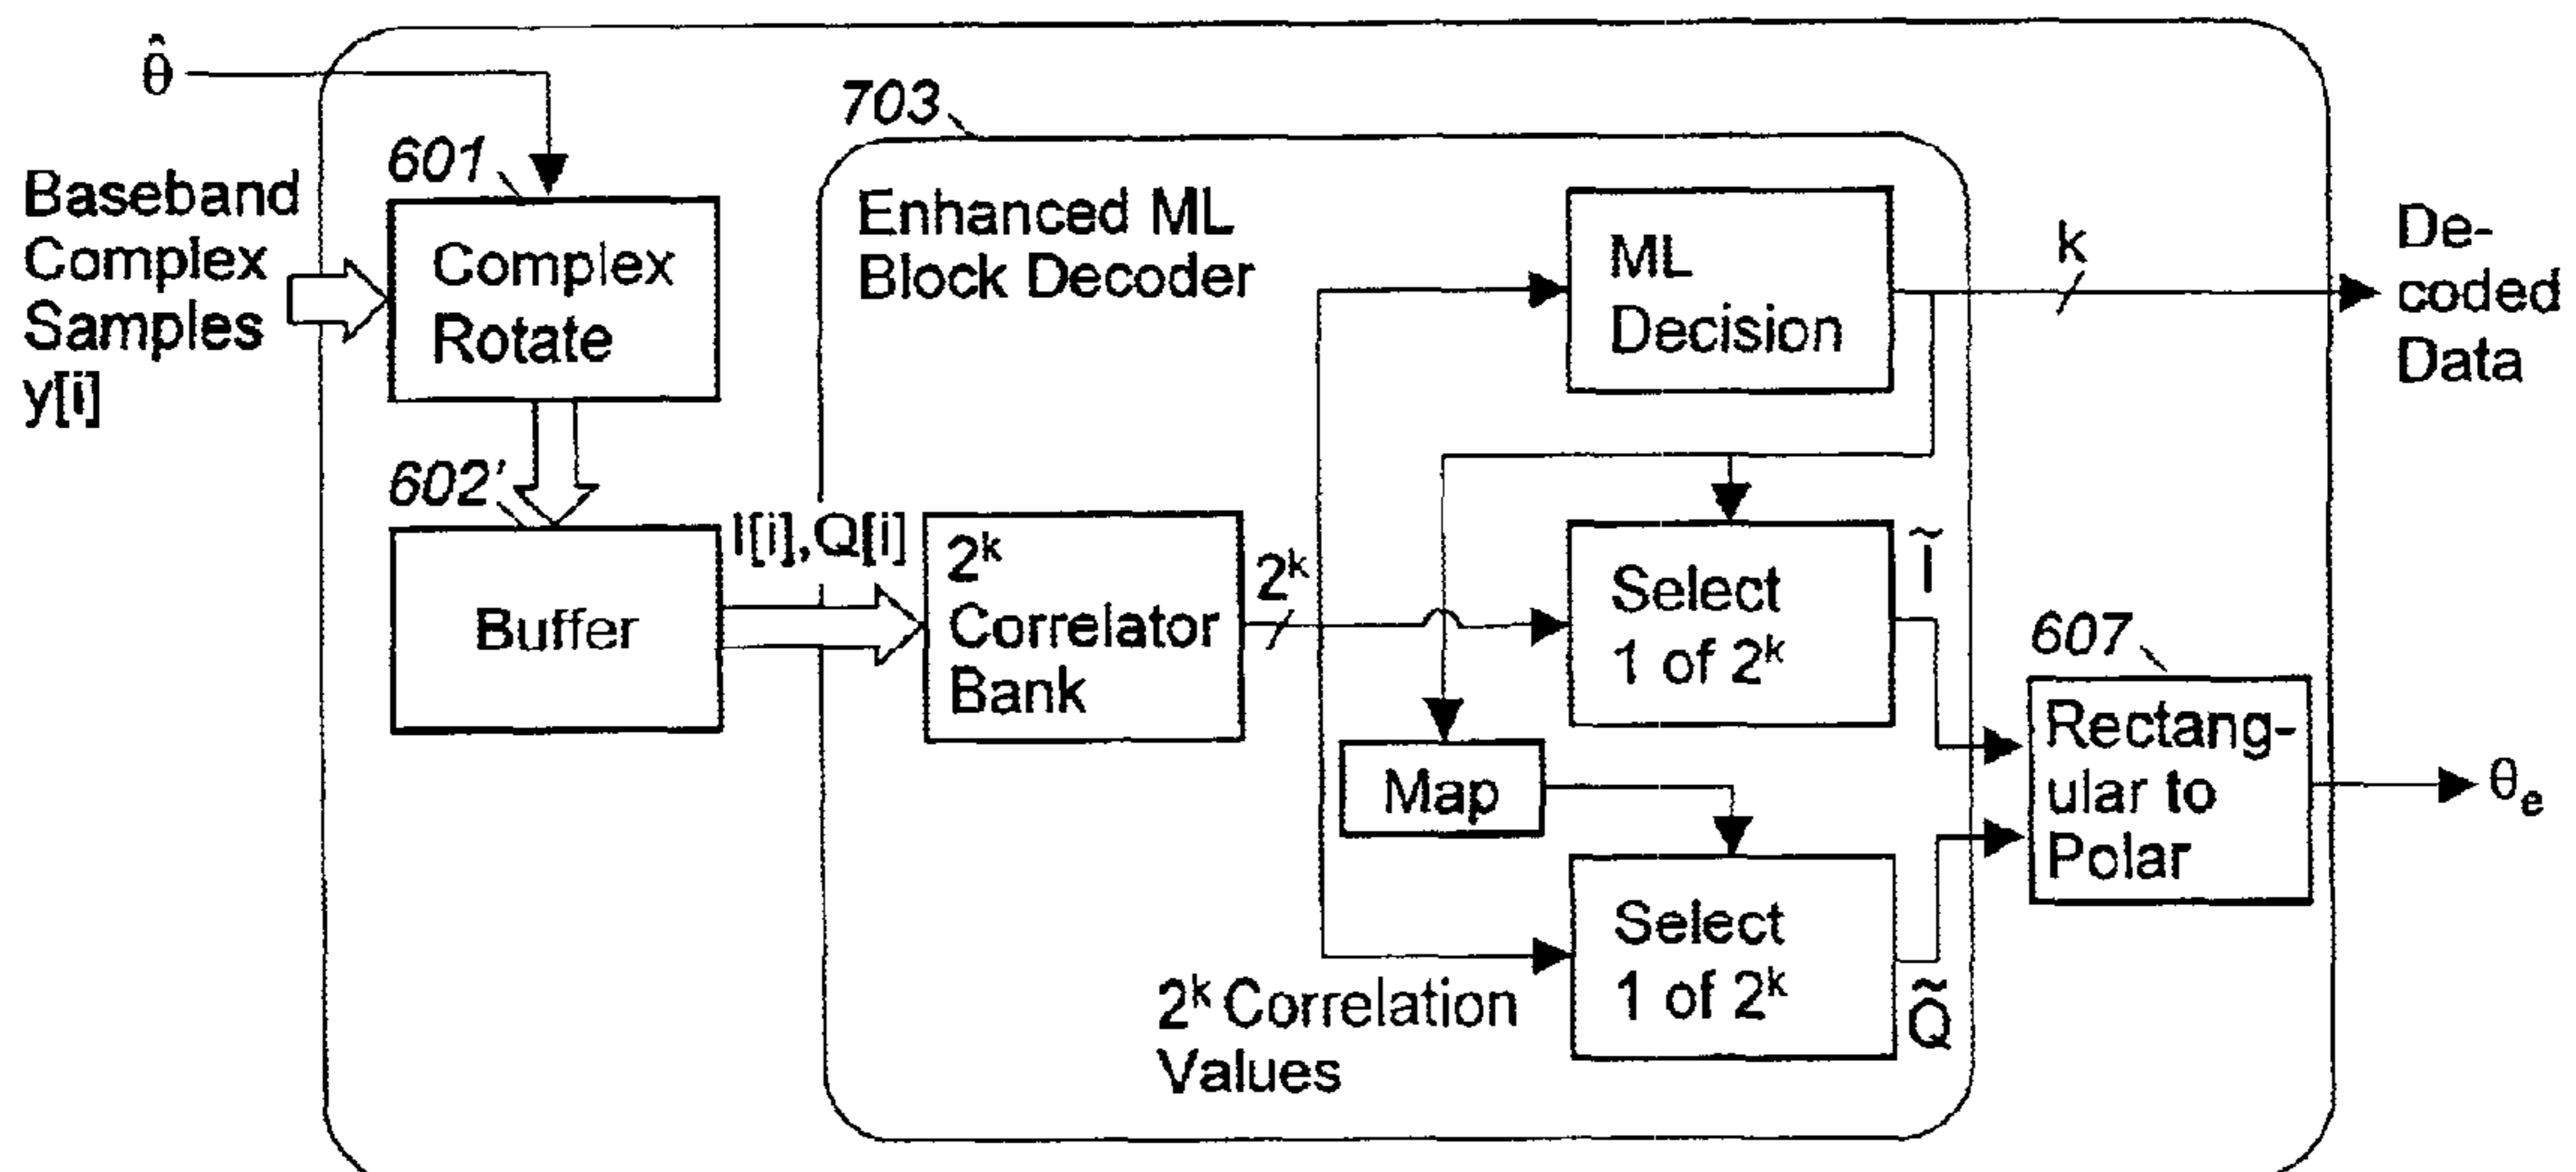 θ̂
703
601
Baseband
Complex
Samples
y[i]
Complex
Rotate
Enhanced ML
Block Decoder
ML
Decision
k
De-
coded
Data
602'
Buffer
I[i],Q[i]
2ᵏ
Correlator
Bank
2ᵏ
Select
1 of 2ᵏ
Ĩ
607
Rectang-
ular to
Polar
θₑ
Map
Select
1 of 2ᵏ
Q̃
2ᵏ Correlation
Values